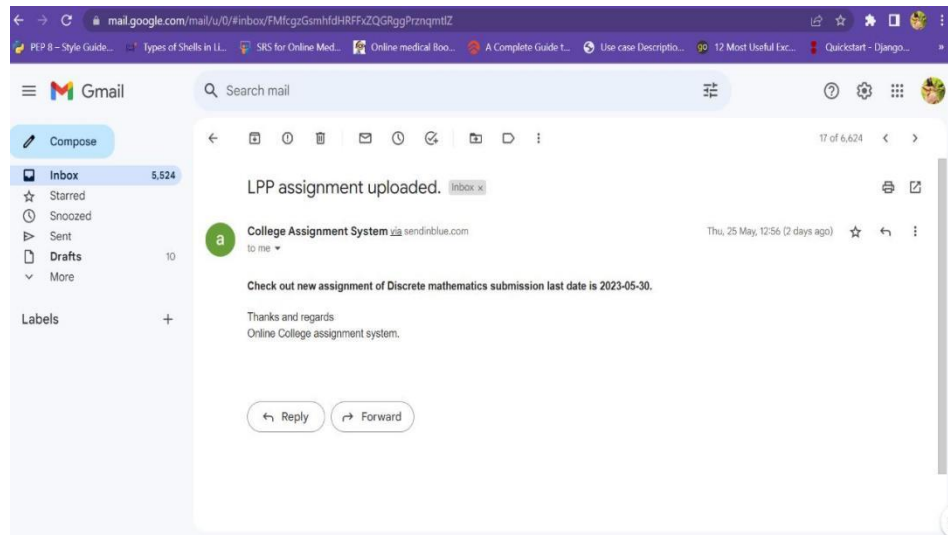 mail.google.com/mail/u/0/#inbox/FMfcgzGsmhfdHRFFxZQGRggPrznqmtlZ
PEP 8 – Style Guide... Types of Shells in Li... SRS for Online Med... Online medical Boo... A Complete Guide t... Use case Descriptio... 12 Most Useful Exc... Quickstart - Django... »
Gmail
Search mail
Compose
17 of 6,624
Inbox 5,524
Starred
Snoozed
Sent
Drafts 10
More
Labels +
LPP assignment uploaded. Inbox x
College Assignment System via sendinblue.com Thu, 25 May, 12:56 (2 days ago)
to me
Check out new assignment of Discrete mathematics submission last date is 2023-05-30.
Thanks and regards
Online College assignment system.
a
Reply Forward